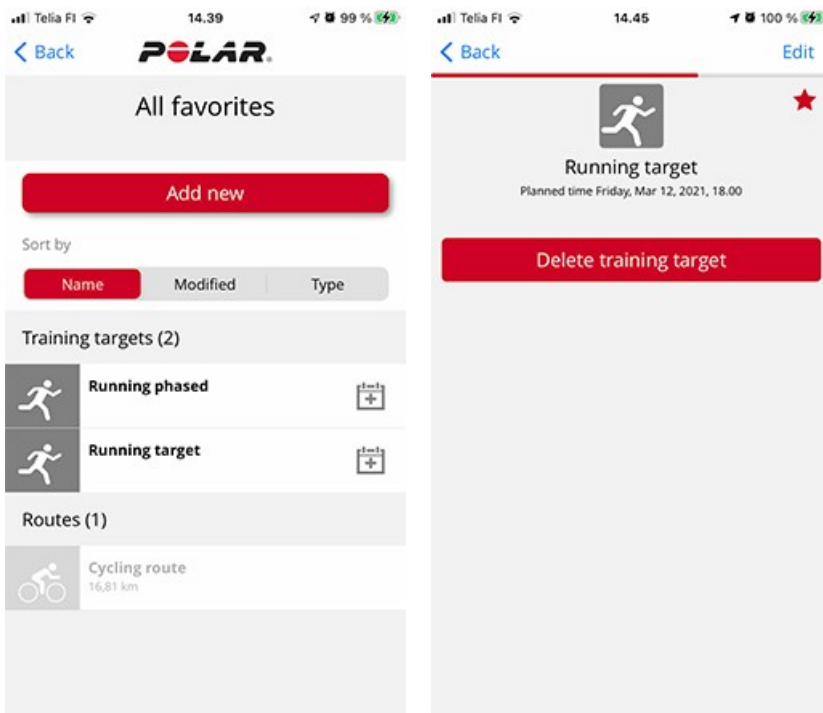 Telia FI 14.39 99 %
Back POLAR®
All favorites
Add new
Sort by
Name Modified Type
Training targets (2)
Running phased
Running target
Routes (1)
Cycling route
16,81 km
Telia FI 14.45 100 %
Back Edit
Running target
Planned time Friday, Mar 12, 2021, 18.00
Delete training target